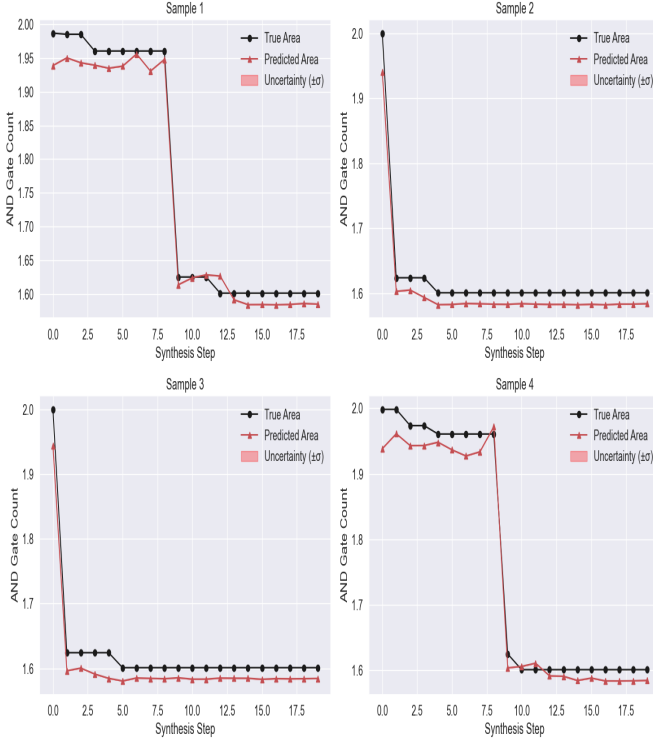 Sample 1
2.00
1.95
1.90
1.85
1.80
1.75
1.70
1.65
1.60
AND Gate Count
True Area
Predicted Area
Uncertainty (±σ)
0.0 2.5 5.0 7.5 10.0 12.5 15.0 17.5
Synthesis Step
Sample 2
2.0
1.9
1.8
1.7
1.6
AND Gate Count
True Area
Predicted Area
Uncertainty (±σ)
0.0 2.5 5.0 7.5 10.0 12.5 15.0 17.5
Synthesis Step
Sample 3
2.0
1.9
1.8
1.7
1.6
AND Gate Count
True Area
Predicted Area
Uncertainty (±σ)
0.0 2.5 5.0 7.5 10.0 12.5 15.0 17.5
Synthesis Step
Sample 4
2.0
1.9
1.8
1.7
1.6
AND Gate Count
True Area
Predicted Area
Uncertainty (±σ)
0.0 2.5 5.0 7.5 10.0 12.5 15.0 17.5
Synthesis Step